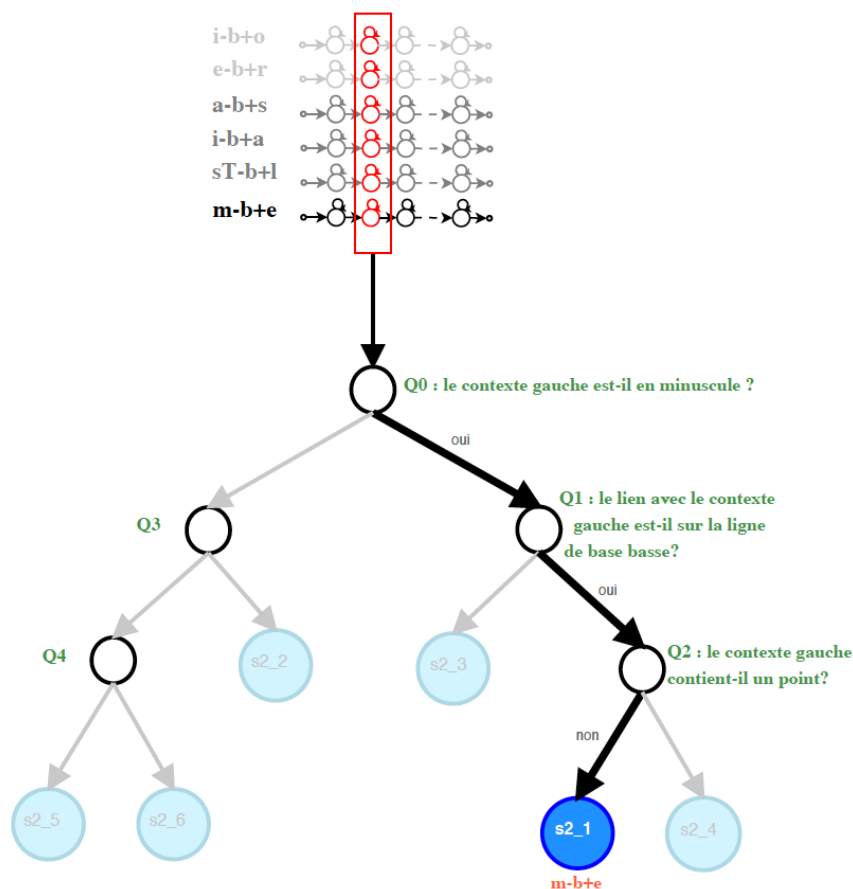 i-b+o
e-b+r
a-b+s
i-b+a
sT-b+l
m-b+e
Q0 : le contexte gauche est-il en minuscule ?
oui
Q3
Q1 : le lien avec le contexte
gauche est-il sur la ligne
de base basse?
oui
Q4
s2_2
s2_3
Q2 : le contexte gauche
contient-il un point?
non
s2_5
s2_6
s2_1
s2_4
m-b+e